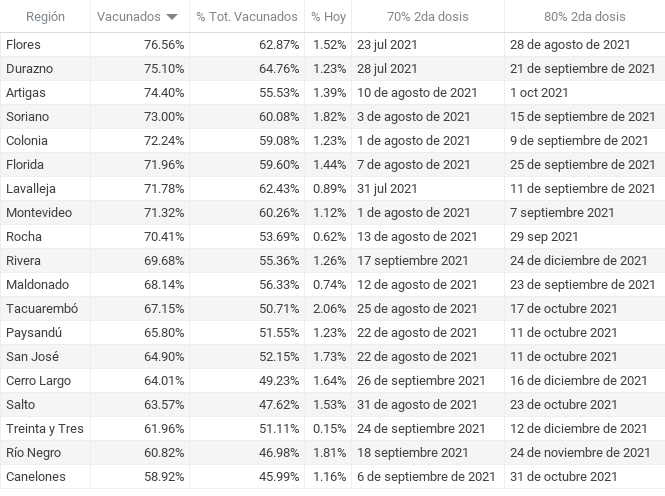 Región Vacunados % Tot. Vacunados % Hoy 70% 2da dosis 80% 2da dosis
Flores 76.56% 62.87% 1.52% 23 jul 2021 28 de agosto de 2021
Durazno 75.10% 64.76% 1.23% 28 jul 2021 21 de septiembre de 2021
Artigas 74.40% 55.53% 1.39% 10 de agosto de 2021 1 oct 2021
Soriano 73.00% 60.08% 1.82% 3 de agosto de 2021 15 de septiembre de 2021
Colonia 72.24% 59.08% 1.23% 1 de agosto de 2021 9 de septiembre de 2021
Florida 71.96% 59.60% 1.44% 7 de agosto de 2021 25 de septiembre de 2021
Lavalleja 71.78% 62.43% 0.89% 31 jul 2021 11 de septiembre de 2021
Montevideo 71.32% 60.26% 1.12% 1 de agosto de 2021 7 septiembre 2021
Rocha 70.41% 53.69% 0.62% 13 de agosto de 2021 29 sep 2021
Rivera 69.68% 55.36% 1.26% 17 septiembre 2021 24 de diciembre de 2021
Maldonado 68.14% 56.33% 0.74% 12 de agosto de 2021 23 de septiembre de 2021
Tacuarembó 67.15% 50.71% 2.06% 25 de agosto de 2021 17 de octubre 2021
Paysandú 65.80% 51.55% 1.23% 22 de agosto de 2021 11 de octubre 2021
San José 64.90% 52.15% 1.73% 22 de agosto de 2021 11 de octubre 2021
Cerro Largo 64.01% 49.23% 1.64% 26 de septiembre 2021 16 de diciembre de 2021
Salto 63.57% 47.62% 1.53% 31 de agosto de 2021 23 de octubre 2021
Treinta y Tres 61.96% 51.11% 0.15% 24 de septiembre 2021 12 de diciembre de 2021
Río Negro 60.82% 46.98% 1.81% 18 septiembre 2021 24 de noviembre de 2021
Canelones 58.92% 45.99% 1.16% 6 de septiembre de 2021 31 de octubre 2021